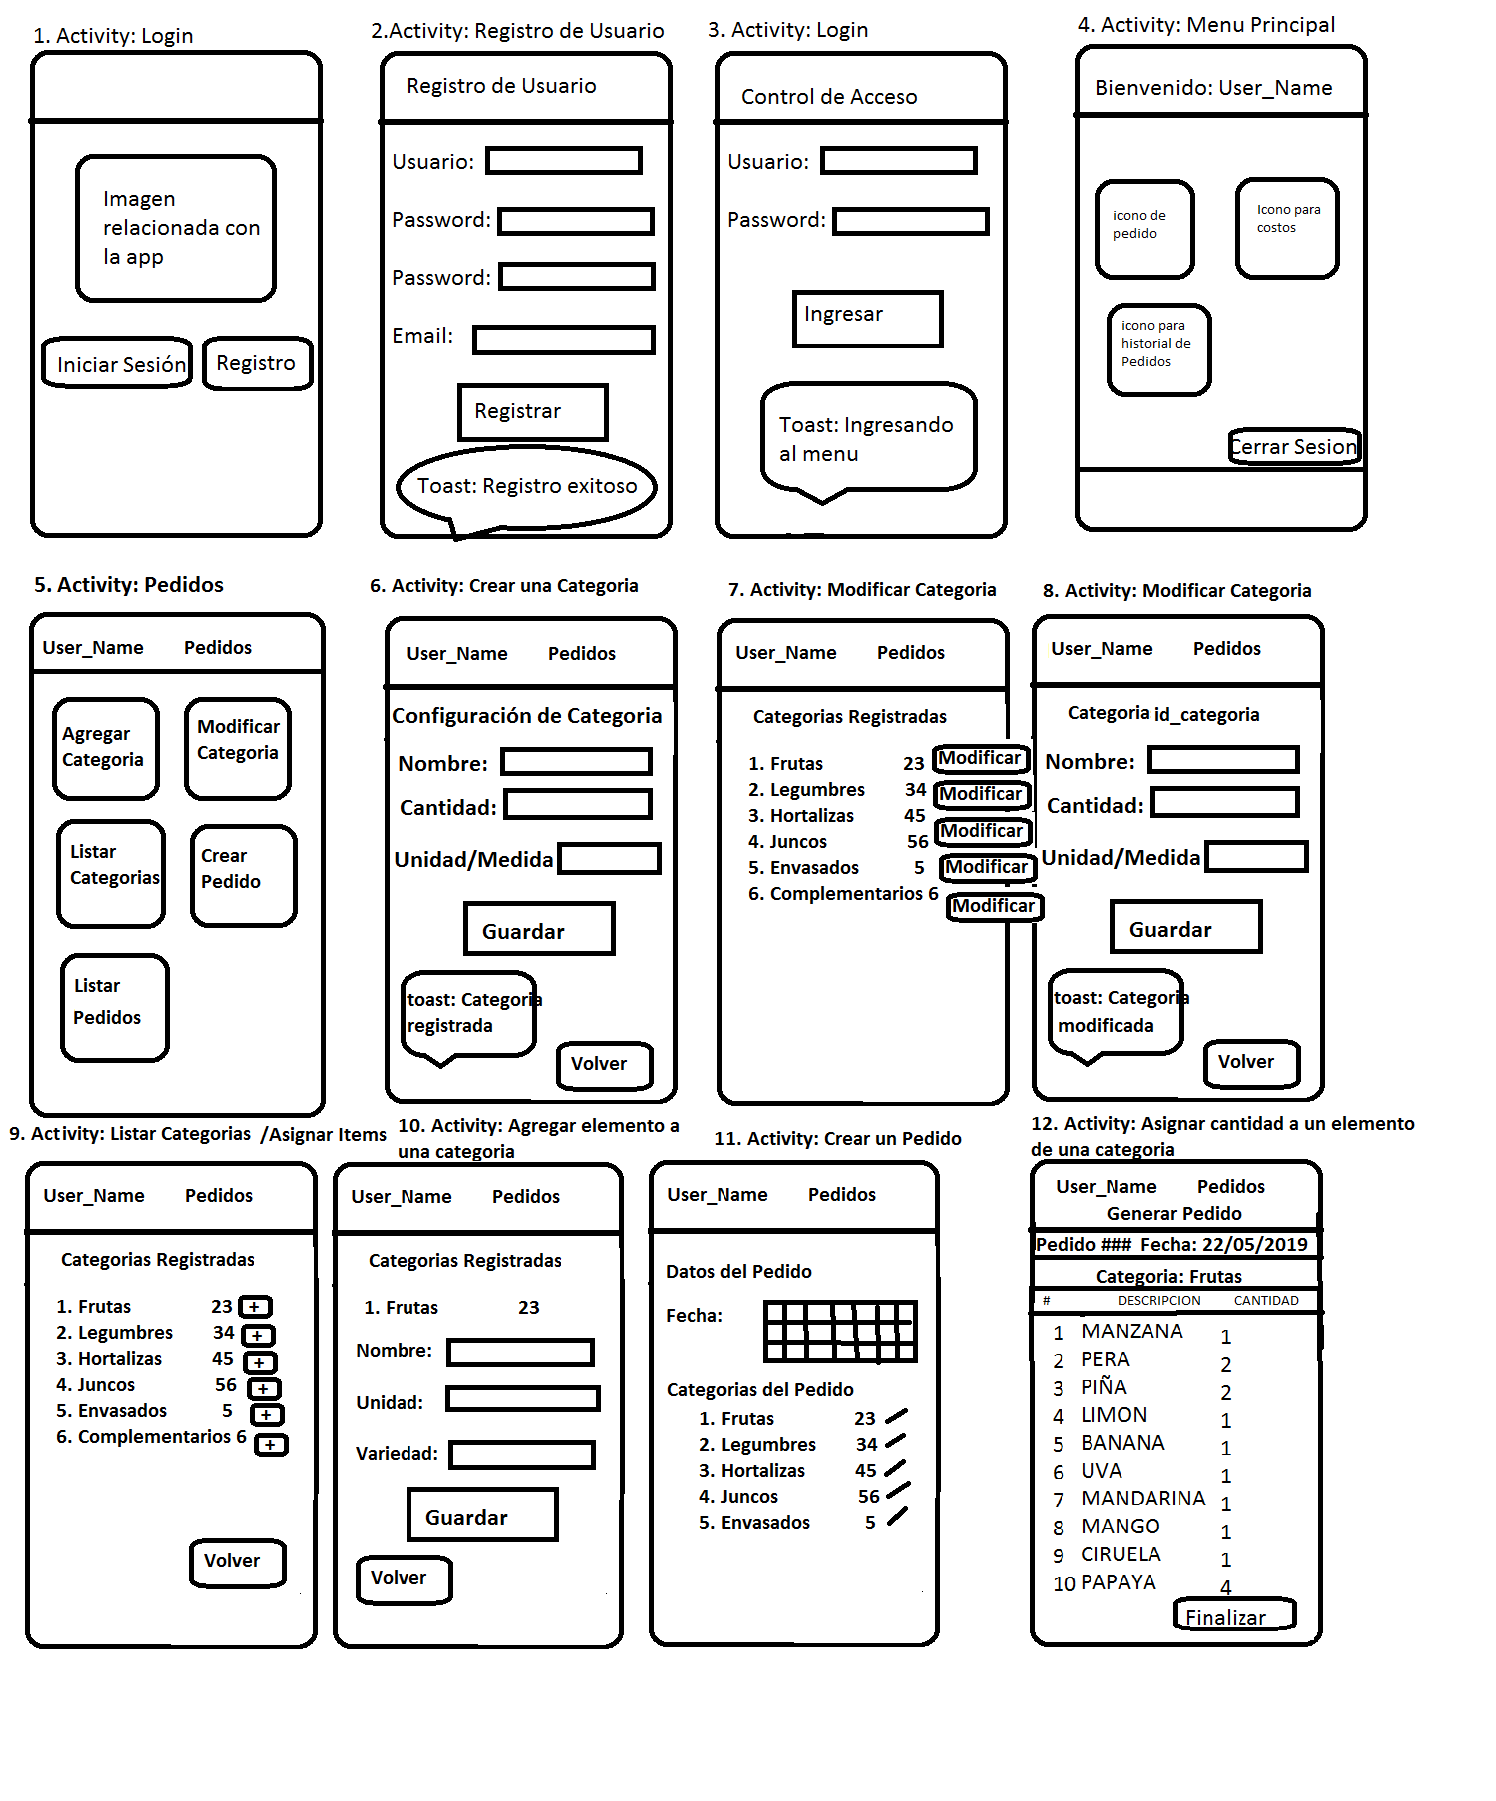 1. Activity: Login
Imagen
relacionada con
la app
Iniciar Sesión
Registro
2.Activity: Registro de Usuario
Registro de Usuario
Usuario:
Password:
Password:
Email:
Registrar
Toast: Registro exitoso
3. Activity: Login
Control de Acceso
Usuario:
Password:
Ingresar
Toast: Ingresando
al menu
4. Activity: Menu Principal
Bienvenido: User_Name
icono de
pedido
Icono para
costos
icono para
historial de
Pedidos
Cerrar Sesion
5. Activity: Pedidos
User_Name Pedidos
Agregar
Categoria
Modificar
Categoria
Listar
Categorias
Crear
Pedido
Listar
Pedidos
6. Activity: Crear una Categoria
User_Name Pedidos
Configuración de Categoria
Nombre:
Cantidad:
Unidad/Medida
Guardar
toast: Categoria
registrada
Volver
7. Activity: Modificar Categoria
User_Name Pedidos
Categorias Registradas
1. Frutas 23 Modificar
2. Legumbres 34 Modificar
3. Hortalizas 45 Modificar
4. Juncos 56 Modificar
5. Envasados 5 Modificar
6. Complementarios 6
8. Activity: Modificar Categoria
User_Name Pedidos
Categoria id_categoria
Nombre:
Cantidad:
Unidad/Medida
Guardar
toast: Categoria
modificada
Volver
9. Activity: Listar Categorias /Asignar Items
User_Name Pedidos
Categorias Registradas
1. Frutas 23 +
2. Legumbres 34 +
3. Hortalizas 45 +
4. Juncos 56 +
5. Envasados 5 +
6. Complementarios 6 +
Volver
10. Activity: Agregar elemento a
una categoria
User_Name Pedidos
Categorias Registradas
1. Frutas 23
Nombre:
Unidad:
Variedad:
Guardar
Volver
11. Activity: Crear un Pedido
User_Name Pedidos
Datos del Pedido
Fecha:
Categorias del Pedido
1. Frutas 23
2. Legumbres 34
3. Hortalizas 45
4. Juncos 56
5. Envasados 5
12. Activity: Asignar cantidad a un elemento
de una categoria
User_Name Pedidos
Generar Pedido
Pedido ### Fecha: 22/05/2019
Categoria: Frutas
# DESCRIPCION CANTIDAD
1 MANZANA 1
2 PERA 2
3 PIÑA 2
4 LIMON 1
5 BANANA 1
6 UVA 1
7 MANDARINA 1
8 MANGO 1
9 CIRUELA 1
10 PAPAYA 4
Finalizar